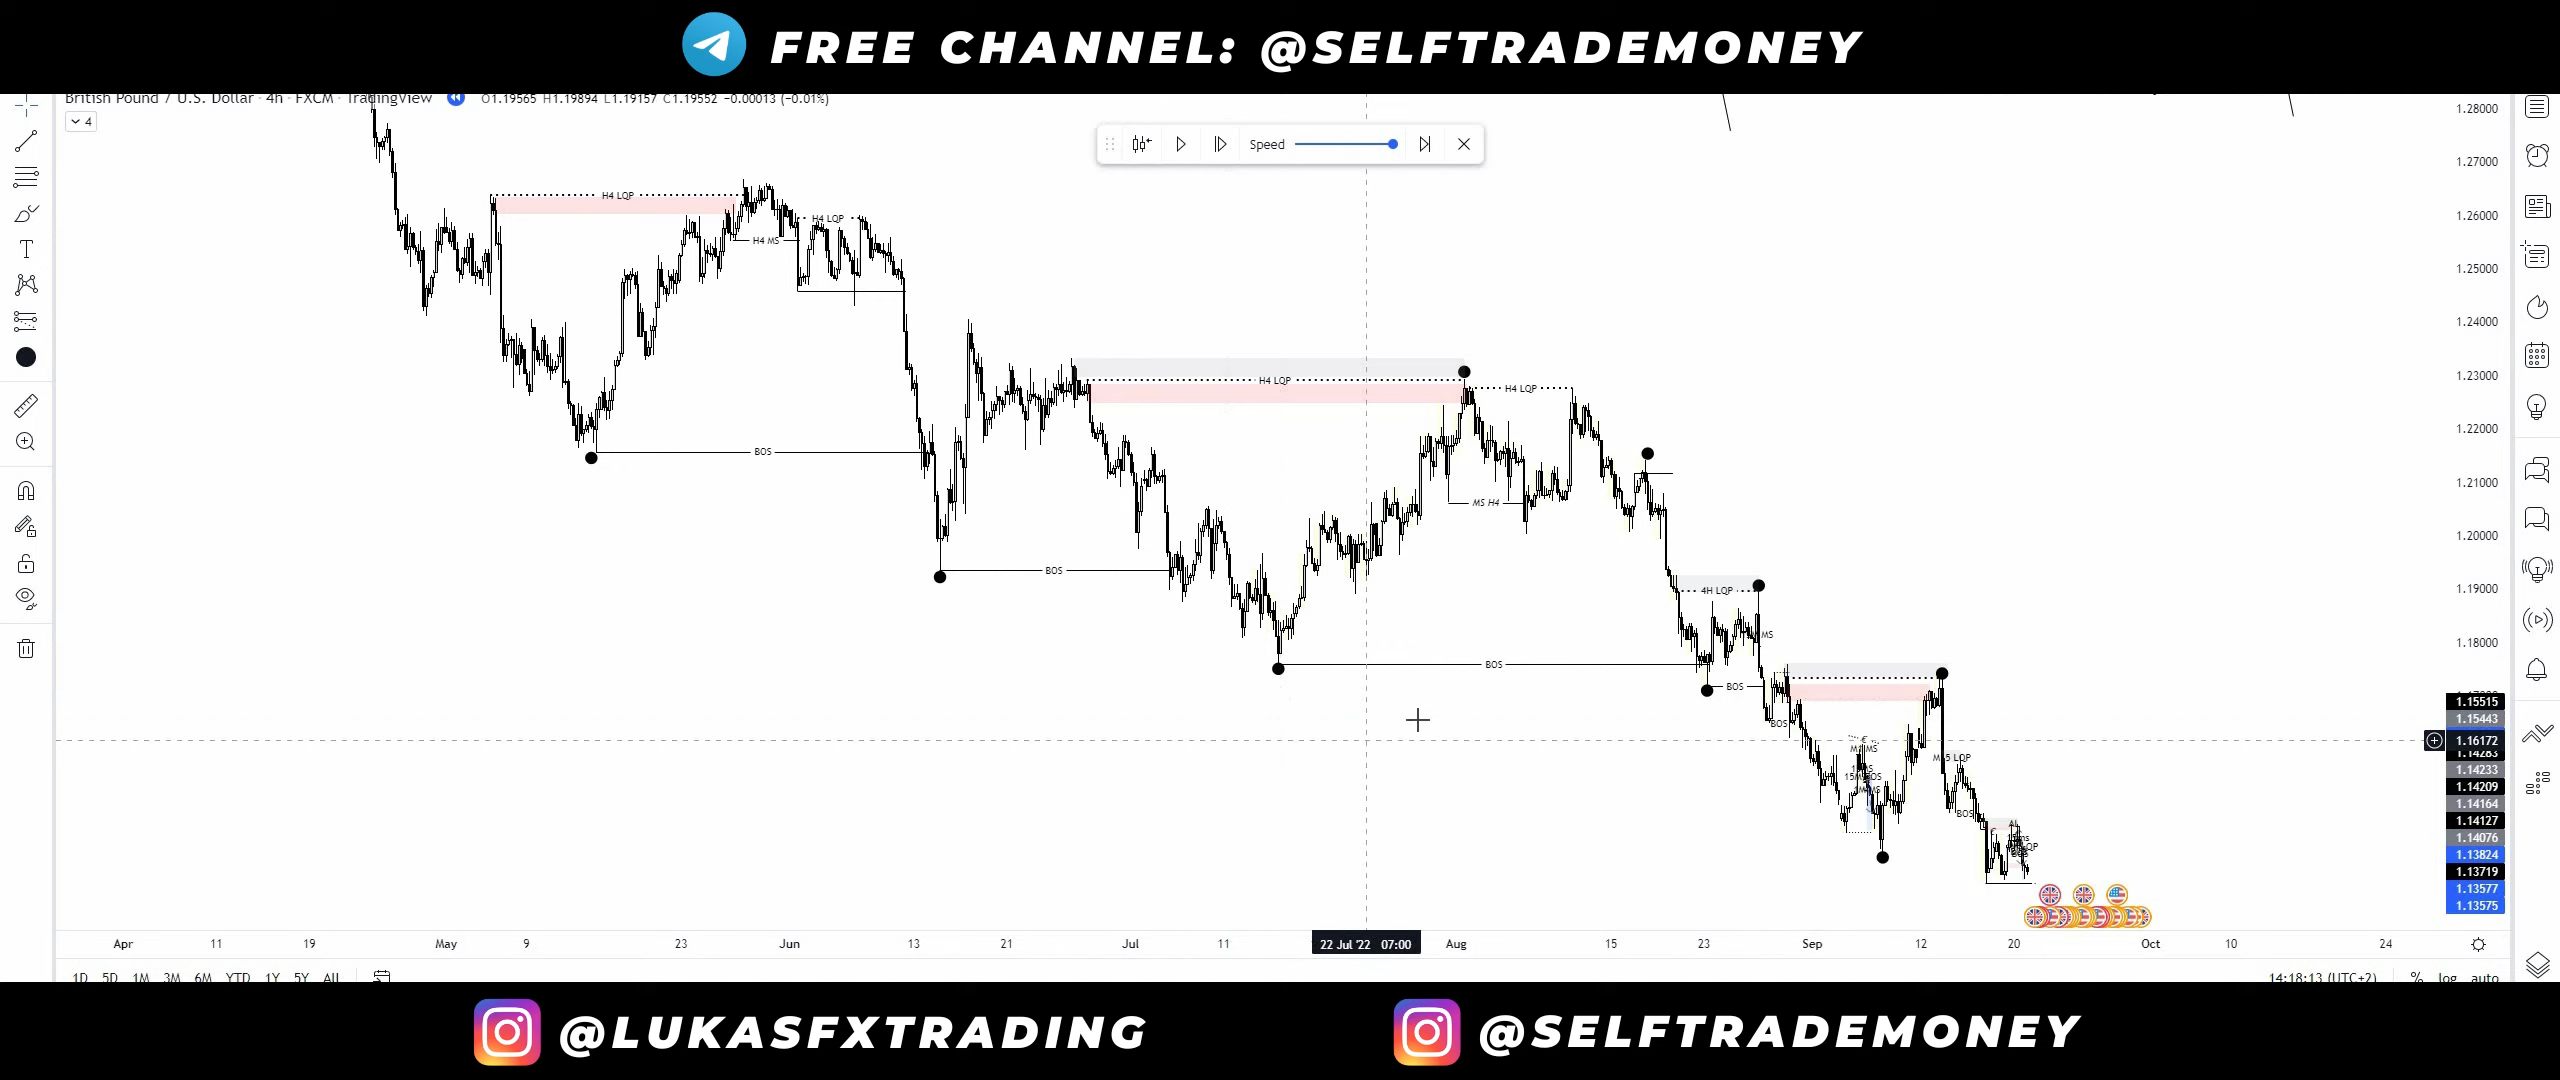 FREE CHANNEL: @SELFTRADEMONEY
British Pound / U.S. Dollar · 4h · FXCM · TradingView O1.19565 H1.19894 L1.19157 C1.19552 −0.00013 (−0.01%)
4
Speed
1.28000
1.27000
1.26000
1.25000
1.24000
1.23000
1.22000
1.21000
1.20000
1.19000
1.18000
1.15515
1.15443
1.16172
1.14283
1.14233
1.14209
1.14164
1.14127
1.14076
1.13824
1.13719
1.13577
1.13575
H4 LQP
H4 LQP
H4 MS
H4 LQP
H4 LQP
BOS
MS H4
BOS
4H LQP
MS
BOS
BOS
BOS
M15 LQP
BOS
Apr 11 19 May 9 23 Jun 13 21 Jul 11 22 Jul '22 07:00 Aug 15 23 Sep 12 20 Oct 10 24
1D 5D 1M 3M 6M YTD 1Y 5Y All 14:18:13 (UTC+2) % log auto
@LUKASFXTRADING @SELFTRADEMONEY